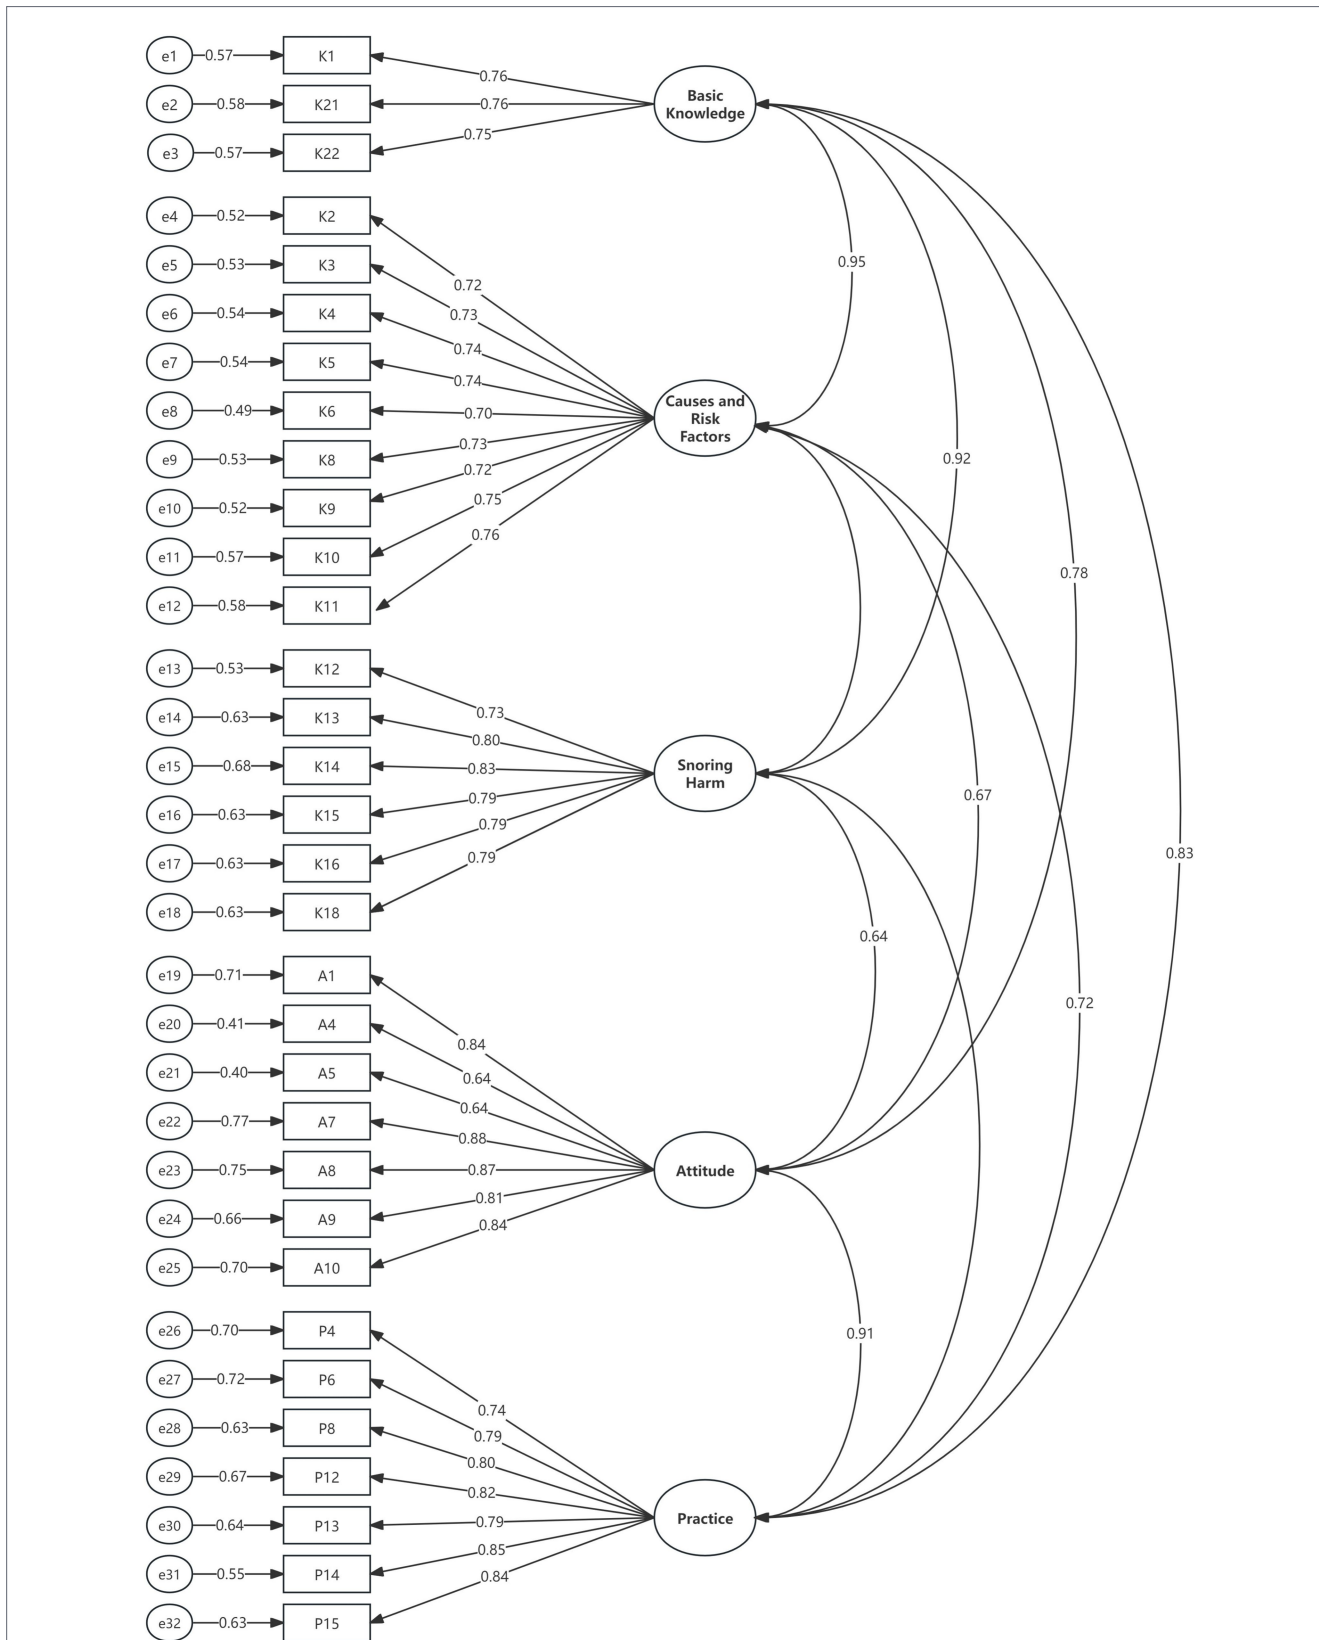 e1 0.57 K1
0.76
e2 0.58 K21
0.76
e3 0.57 K22
0.75
Basic
Knowledge
e4 0.52 K2
0.72
e5 0.53 K3
0.73
e6 0.54 K4
0.74
e7 0.54 K5
0.74
e8 0.49 K6
0.70
e9 0.53 K8
0.73
e10 0.52 K9
0.72
e11 0.57 K10
0.75
e12 0.58 K11
0.76
Causes and
Risk
Factors
e13 0.53 K12
0.73
e14 0.63 K13
0.80
e15 0.68 K14
0.83
e16 0.63 K15
0.79
e17 0.63 K16
0.79
e18 0.63 K18
0.79
Snoring
Harm
e19 0.71 A1
0.84
e20 0.41 A4
0.64
e21 0.40 A5
0.64
e22 0.77 A7
0.88
e23 0.75 A8
0.87
e24 0.66 A9
0.81
e25 0.70 A10
0.84
Attitude
e26 0.70 P4
0.74
e27 0.72 P6
0.79
e28 0.63 P8
0.80
e29 0.67 P12
0.82
e30 0.64 P13
0.79
e31 0.55 P14
0.85
e32 0.63 P15
0.84
Practice
0.95
0.92
0.78
0.67
0.83
0.64
0.72
0.91